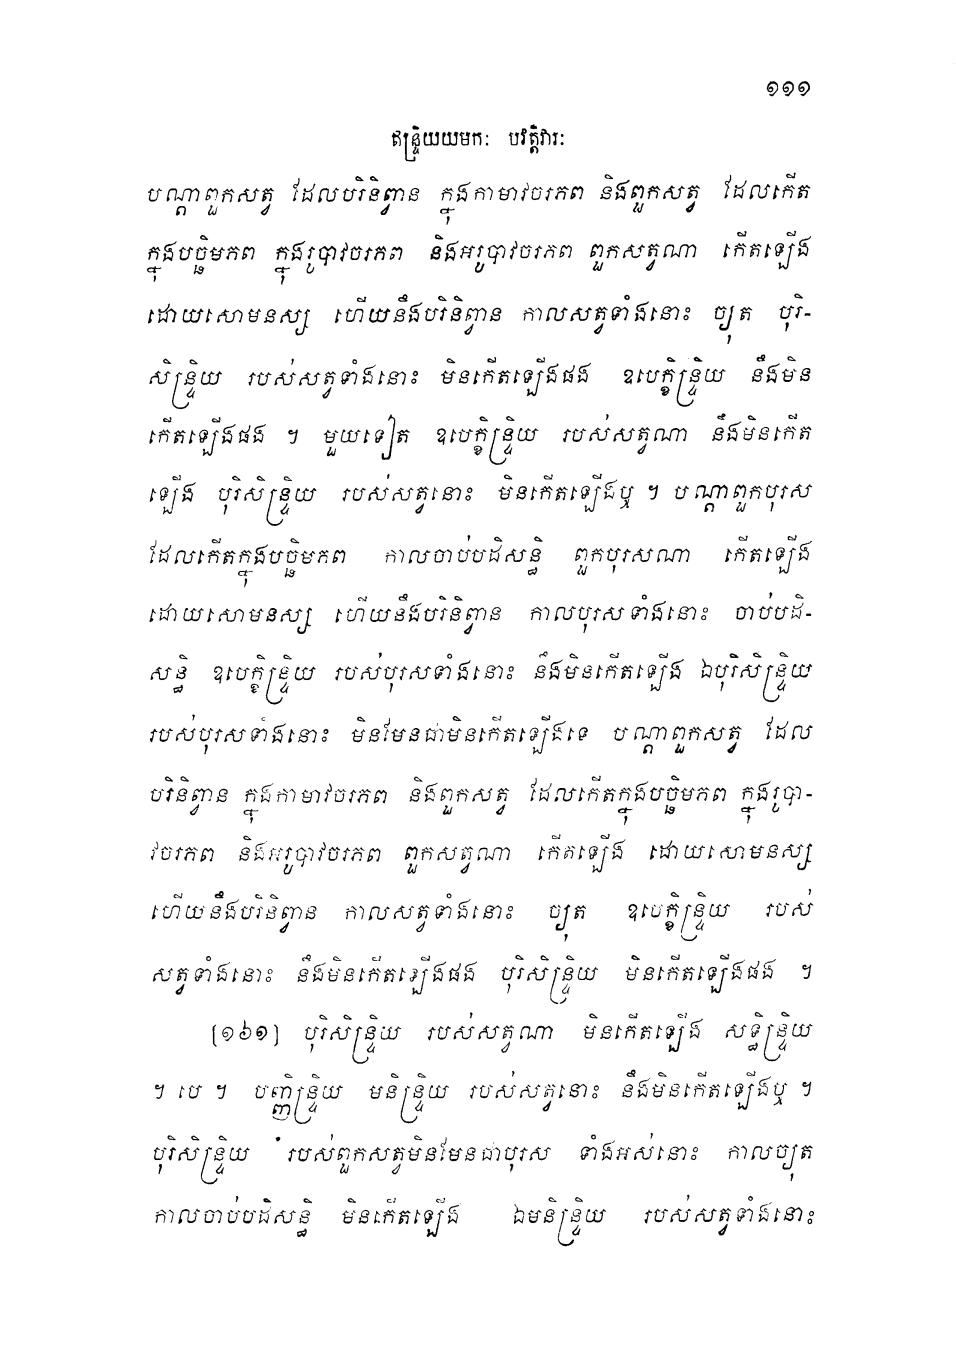 ១១១
ឥន្ទ្រិយយមកៈ បវត្តិវារៈ
បណ្តាពួកសត្វ ដែលបរិនិព្វាន ក្នុងកាមាវចរភព និងពួកសត្វ ដែលកើត
ក្នុងបច្ឆិមភព ក្នុងរូបាវចរភព និងអរូបាវចរភព ពួកសត្វណា កើតឡើង
ដោយសោមនស្ស ហើយនឹងបរិនិព្វាន កាលសត្វទាំងនោះ ច្យុត បុរិ-
សិន្ទ្រិយ របស់សត្វទាំងនោះ មិនកើតឡើងផង ឧបេក្ខិន្ទ្រិយ នឹងមិន
កើតឡើងផង ។ មួយទៀត ឧបេក្ខិន្ទ្រិយ របស់សត្វណា នឹងមិនកើត
ឡើង បុរិសិន្ទ្រិយ របស់សត្វនោះ មិនកើតឡើងឬ ។ បណ្តាពួកបុរស
ដែលកើតក្នុងបច្ឆិមភព កាលចាប់បដិសន្ធិ ពួកបុរសណា កើតឡើង
ដោយសោមនស្ស ហើយនឹងបរិនិព្វាន កាលបុរសទាំងនោះ ចាប់បដិ-
សន្ធិ ឧបេក្ខិន្ទ្រិយ របស់បុរសទាំងនោះ នឹងមិនកើតឡើង ឯបុរិសិន្ទ្រិយ
របស់បុរសទាំងនោះ មិនមែនជាមិនកើតឡើងទេ បណ្តាពួកសត្វ ដែល
បរិនិព្វាន ក្នុងកាមាវចរភព និងពួកសត្វ ដែលកើតក្នុងបច្ឆិមភព ក្នុងរូបា-
វចរភព និងអរូបាវចរភព ពួកសត្វណា កើតឡើង ដោយសោមនស្ស
ហើយនឹងបរិនិព្វាន កាលសត្វទាំងនោះ ច្យុត ឧបេក្ខិន្ទ្រិយ របស់
សត្វទាំងនោះ នឹងមិនកើតឡើងផង បុរិសិន្ទ្រិយ មិនកើតឡើងផង ។
[១៦១] បុរិសិន្ទ្រិយ របស់សត្វណា មិនកើតឡើង សទ្ធិន្ទ្រិយ
។ បេ ។ បញ្ញិន្ទ្រិយ មនិន្ទ្រិយ របស់សត្វនោះ នឹងមិនកើតឡើងឬ ។
បុរិសិន្ទ្រិយ របស់ពួកសត្វមិនមែនជាបុរស ទាំងអស់នោះ កាលច្យុត
កាលចាប់បដិសន្ធិ មិនកើតឡើង ឯមនិន្ទ្រិយ របស់សត្វទាំងនោះ